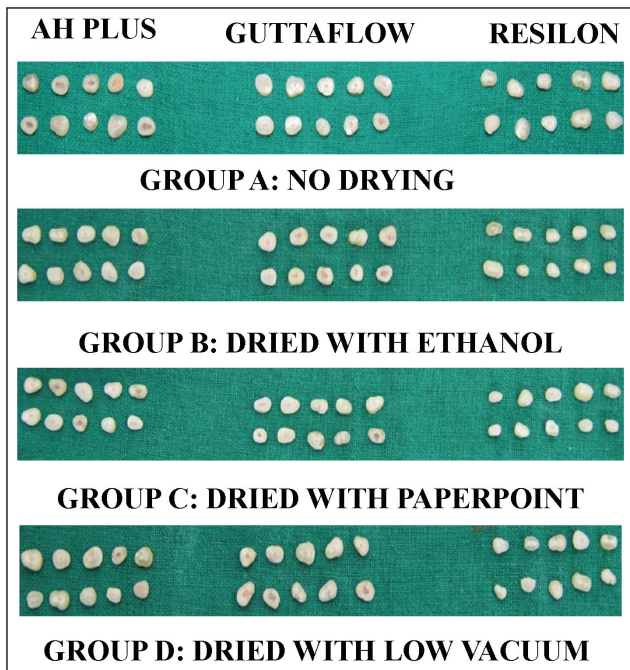 AH PLUS GUTTAFLOW RESILON
GROUP A: NO DRYING
GROUP B: DRIED WITH ETHANOL
GROUP C: DRIED WITH PAPERPOINT
GROUP D: DRIED WITH LOW VACUUM